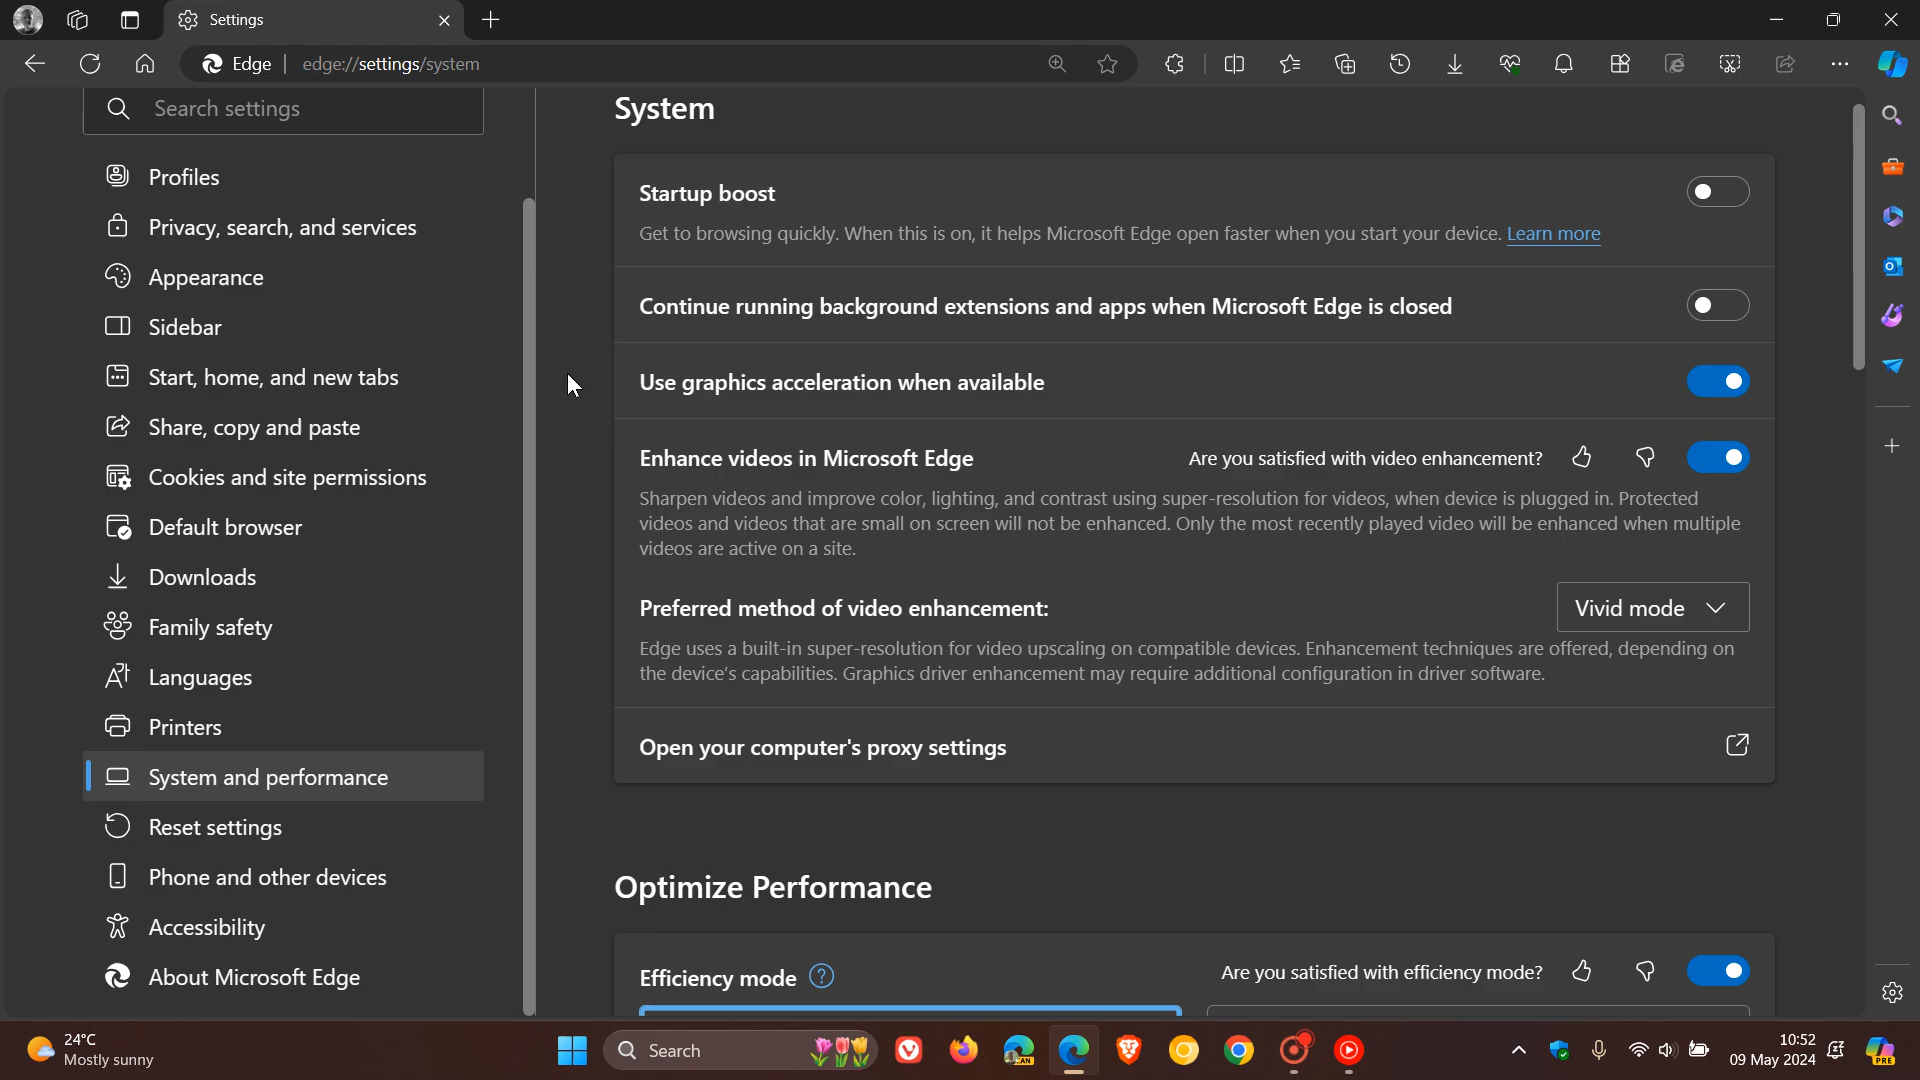 Settings
Edge
edge://settings/system
Search settings
Profiles
Privacy, search, and services
Appearance
Sidebar
Start, home, and new tabs
Share, copy and paste
Cookies and site permissions
Default browser
Downloads
Family safety
Languages
Printers
System and performance
Reset settings
Phone and other devices
Accessibility
About Microsoft Edge
System
Startup boost
Get to browsing quickly. When this is on, it helps Microsoft Edge open faster when you start your device. Learn more
Continue running background extensions and apps when Microsoft Edge is closed
Use graphics acceleration when available
Enhance videos in Microsoft Edge
Are you satisfied with video enhancement?
Sharpen videos and improve color, lighting, and contrast using super-resolution for videos, when device is plugged in. Protected
videos and videos that are small on screen will not be enhanced. Only the most recently played video will be enhanced when multiple
videos are active on a site.
Preferred method of video enhancement:
Vivid mode
Edge uses a built-in super-resolution for video upscaling on compatible devices. Enhancement techniques are offered, depending on
the device's capabilities. Graphics driver enhancement may require additional configuration in driver software.
Open your computer's proxy settings
Optimize Performance
Efficiency mode
Are you satisfied with efficiency mode?
24°C
Mostly sunny
Search
CAN
10:52
09 May 2024
PRE